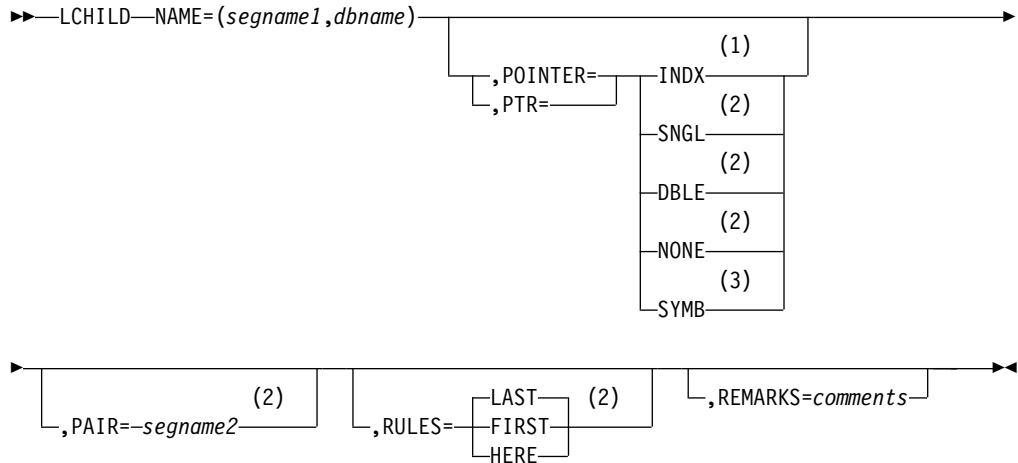 LCHILD NAME=(segname1,dbname)
(1)
,POINTER= INDX
,PTR= (2)
SNGL
(2)
DBLE
(2)
NONE
(3)
SYMB
(2) LAST (2) ,REMARKS=comments
,PAIR= segname2 ,RULES= FIRST
HERE